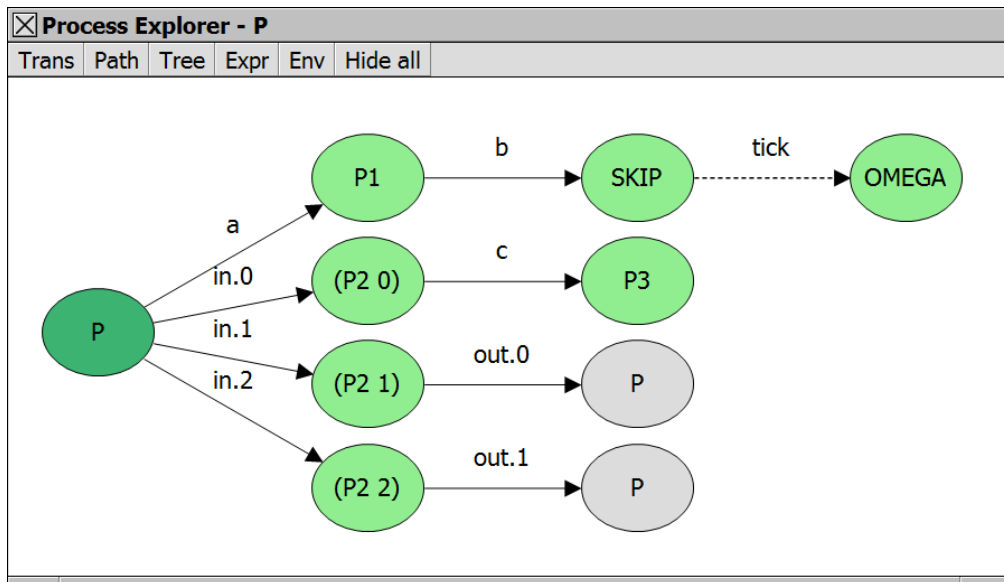 Process Explorer - P
Trans Path Tree Expr Env Hide all
b
tick
P1
SKIP
OMEGA
a
c
in.0
(P2 0)
P3
P
in.1
out.0
in.2
(P2 1)
P
out.1
(P2 2)
P